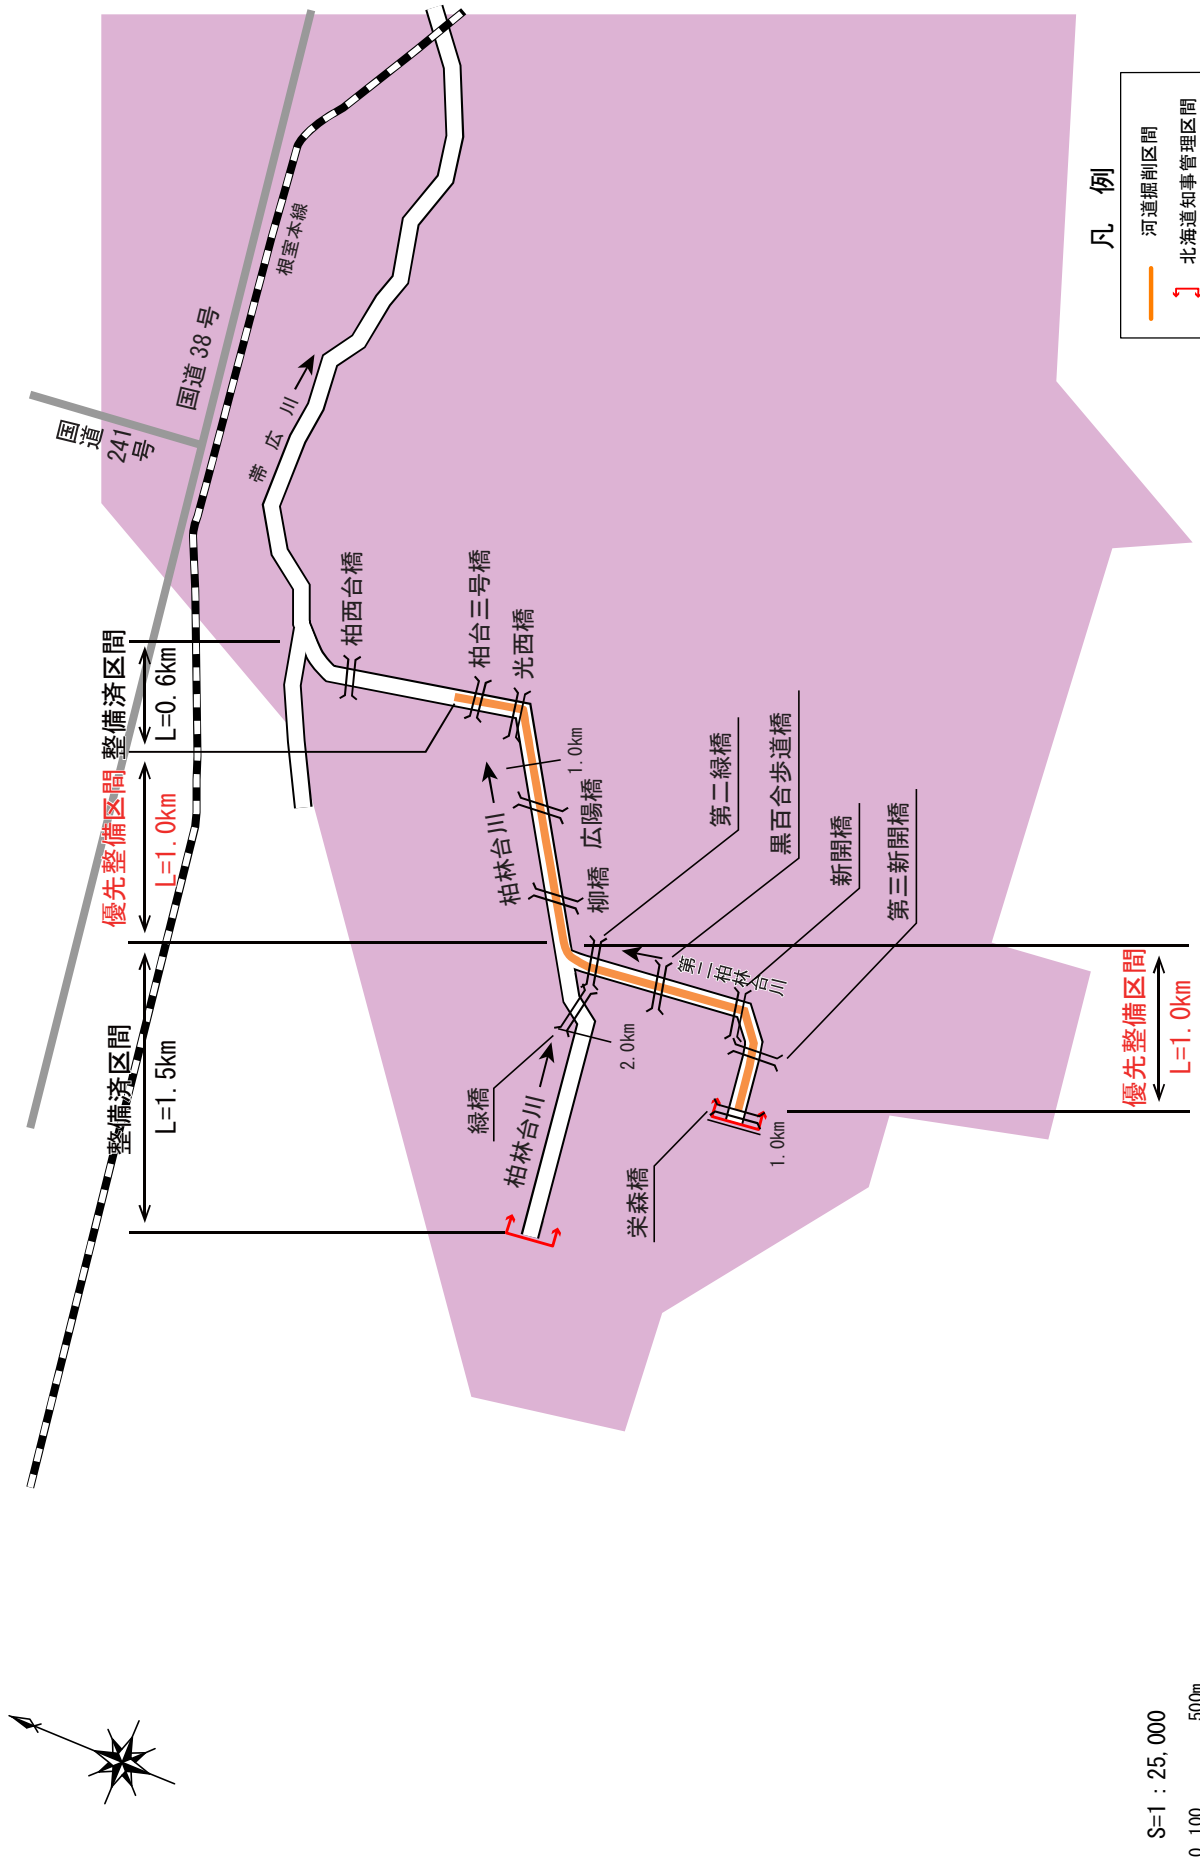 国道
241
号
国道 38 号
根室本線
帯広川
整備済区間
L=1.5km
優先整備区間
L=1.0km
整備済区間
L=0.6km
柏西台橋
柏台三号橋
光西橋
1.0km
柏林台川
広陽橋
柳橋
第二緑橋
黒百合歩道橋
新開橋
第三新開橋
第二柏林台川
2.0km
緑橋
柏林台川
栄森橋
1.0km
優先整備区間
L=1.0km
凡 例
河道掘削区間
北海道知事管理区間
S=1：25,000
0 100 500m